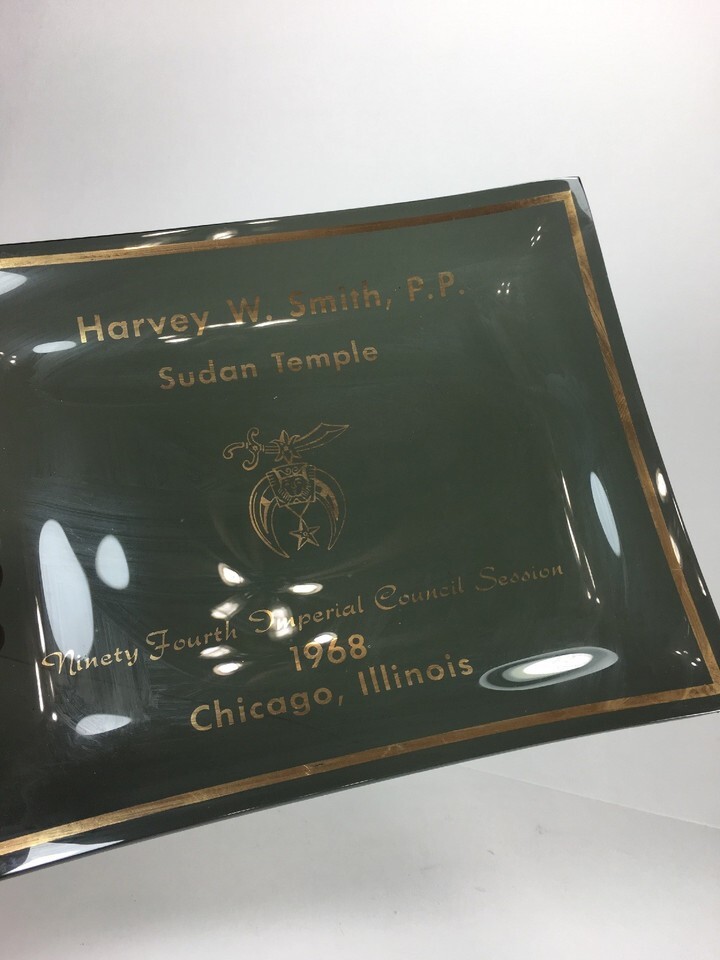 Harvey W. Smith, P.P.
Sudan Temple
Ninety Fourth Imperial Council Session
1968
Chicago, Illinois